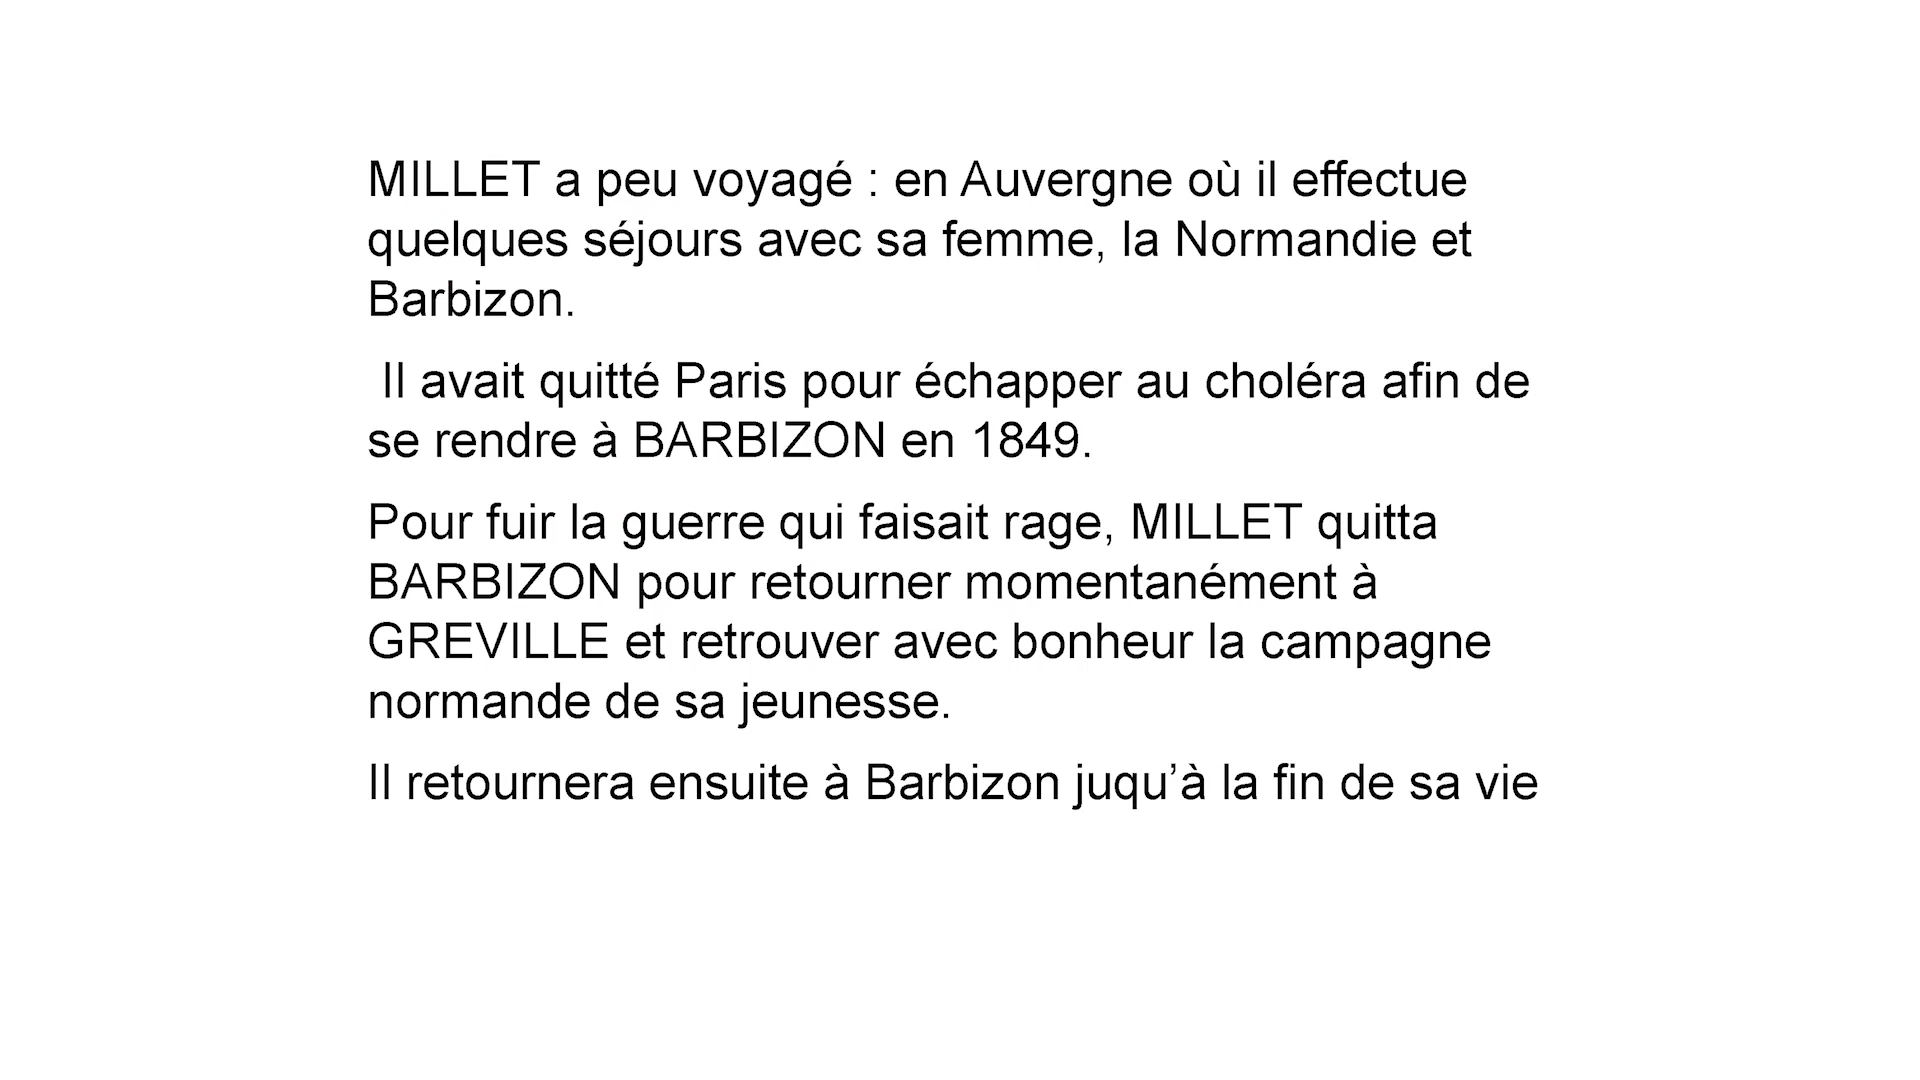 MILLET a peu voyagé : en Auvergne où il effectue
quelques séjours avec sa femme, la Normandie et
Barbizon.
Il avait quitté Paris pour échapper au choléra afin de
se rendre à BARBIZON en 1849.
Pour fuir la guerre qui faisait rage, MILLET quitta
BARBIZON pour retourner momentanément à
GREVILLE et retrouver avec bonheur la campagne
normande de sa jeunesse.
Il retournera ensuite à Barbizon juqu’à la fin de sa vie